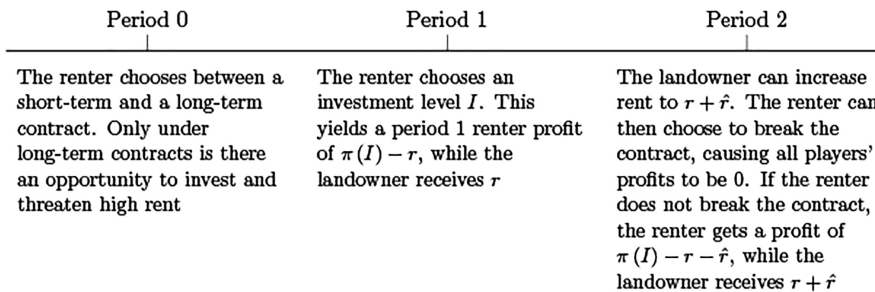 Period 0
Period 1
Period 2
The renter chooses between a
short-term and a long-term
contract. Only under
long-term contracts is there
an opportunity to invest and
threaten high rent
The renter chooses an
investment level I. This
yields a period 1 renter profit
of π(I) − r, while the
landowner receives r
The landowner can increase
rent to r + r̂. The renter can
then choose to break the
contract, causing all players'
profits to be 0. If the renter
does not break the contract,
the renter gets a profit of
π(I) − r − r̂, while the
landowner receives r + r̂